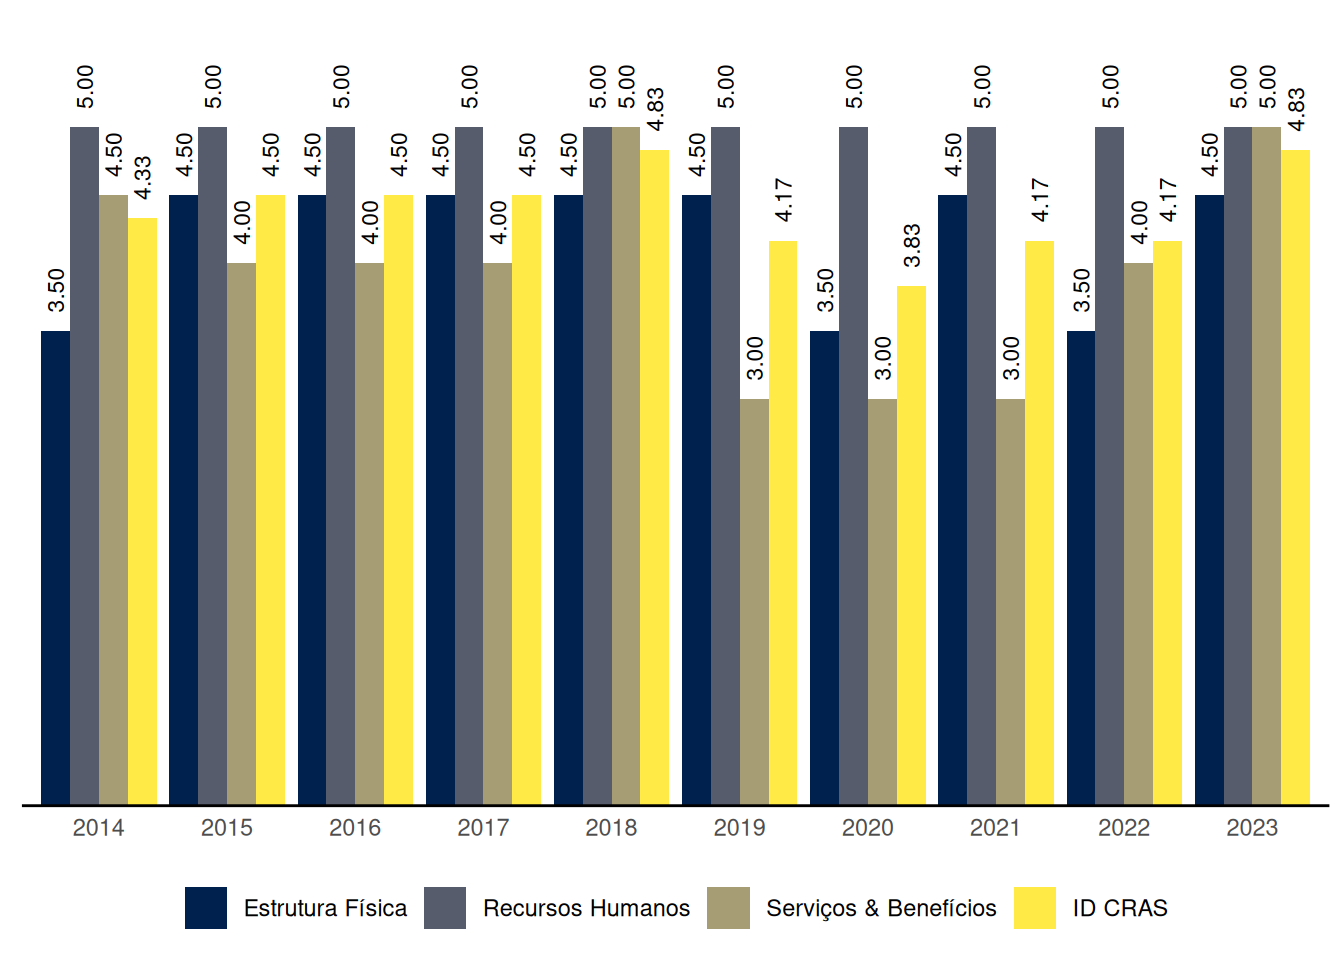 3.50 5.00 4.50 4.33 4.50 5.00 4.00 4.50 4.50 5.00 4.00 4.50 4.50 5.00 4.00 4.50 4.50 5.00 5.00 4.83 4.50 5.00 3.00 4.17 3.50 5.00 3.00 3.83 4.50 5.00 3.00 4.17 3.50 5.00 4.00 4.17 4.50 5.00 5.00 4.83
2014 2015 2016 2017 2018 2019 2020 2021 2022 2023
Estrutura Física Recursos Humanos Serviços & Benefícios ID CRAS